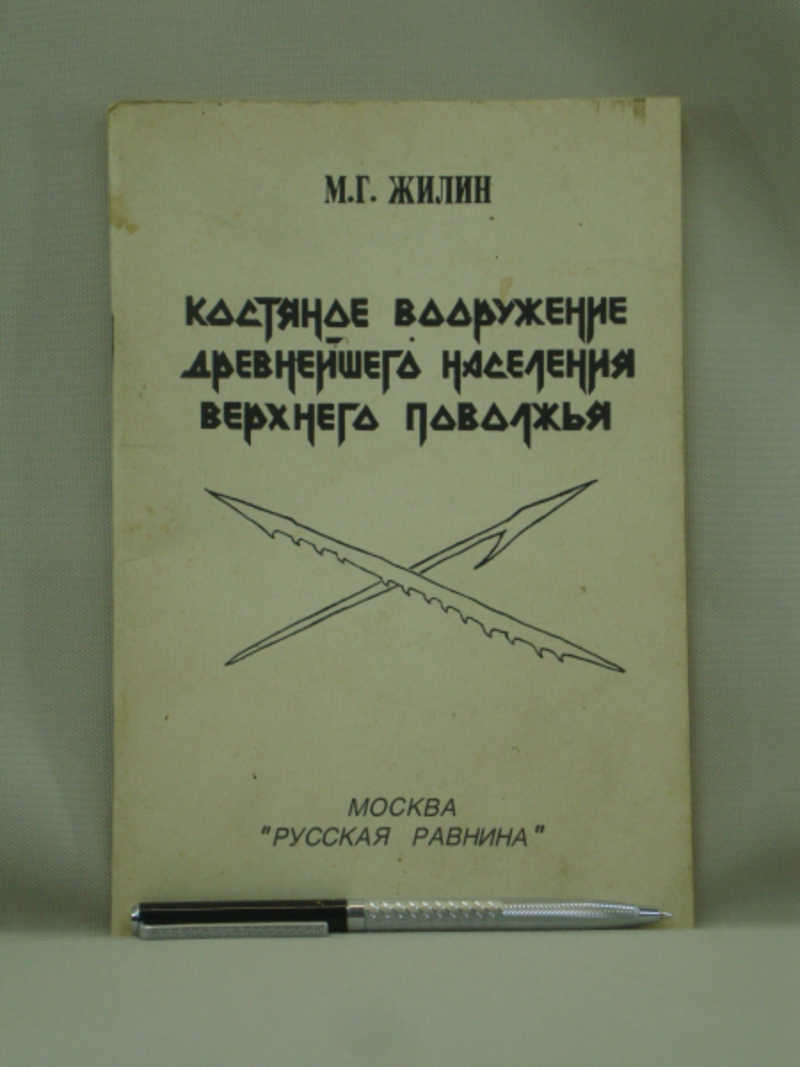 М.Г. ЖИЛИН
КОСТЯНОЕ ВООРУЖЕНИЕ
ДРЕВНЕЙШЕГО НАСЕЛЕНИЯ
ВЕРХНЕГО ПОВОЛЖЬЯ
МОСКВА
"РУССКАЯ РАВНИНА"